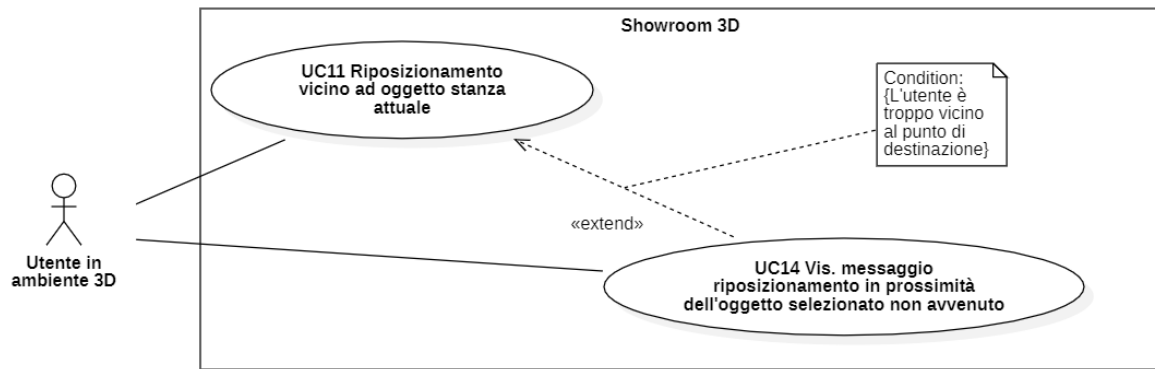 Showroom 3D
UC11 Riposizionamento
vicino ad oggetto stanza
attuale
Condition:
{L'utente è
troppo vicino
al punto di
destinazione}
«extend»
Utente in
ambiente 3D
UC14 Vis. messaggio
riposizionamento in prossimità
dell'oggetto selezionato non avvenuto